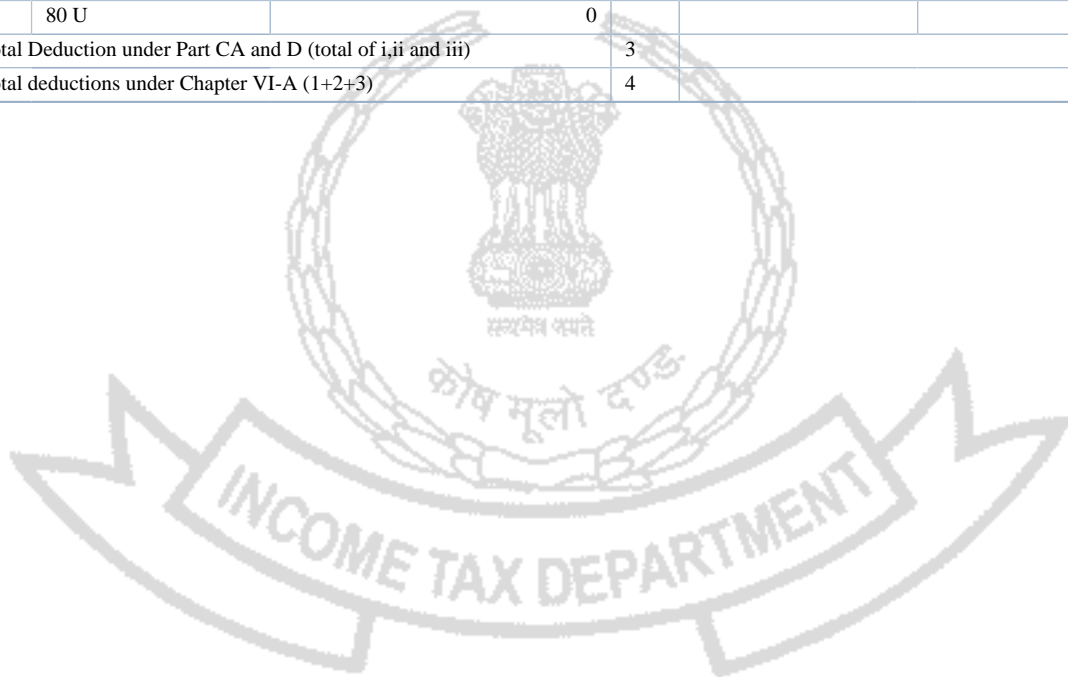 80 U 0
tal Deduction under Part CA and D (total of i,ii and iii) 3
tal deductions under Chapter VI-A (1+2+3) 4
सत्यमेव जयते
कोष मूलो दण्ड:
INCOME TAX DEPARTMENT